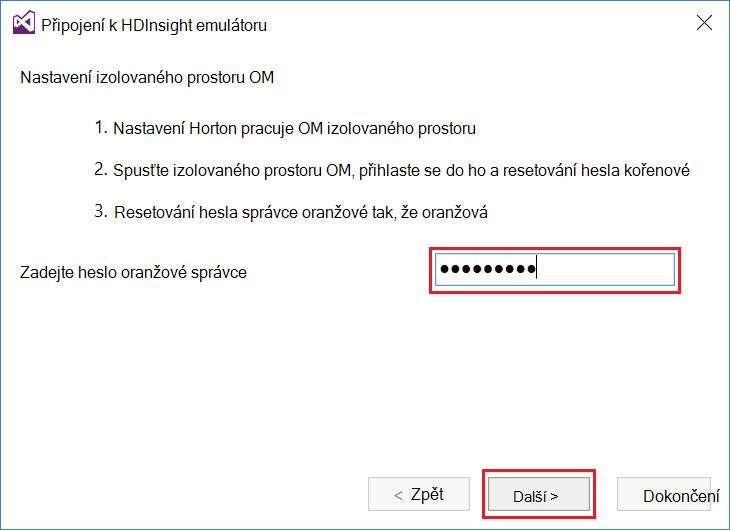 Připojení k HDInsight emulátoru
Nastavení izolovaného prostoru OM
1. Nastavení Horton pracuje OM izolovaného prostoru
2. Spusťte izolovaného prostoru OM, přihlaste se do ho a resetování hesla kořenové
3. Resetování hesla správce oranžové tak, že oranžová
Zadejte heslo oranžové správce ●●●●●●●●●
< Zpět Další > Dokončení